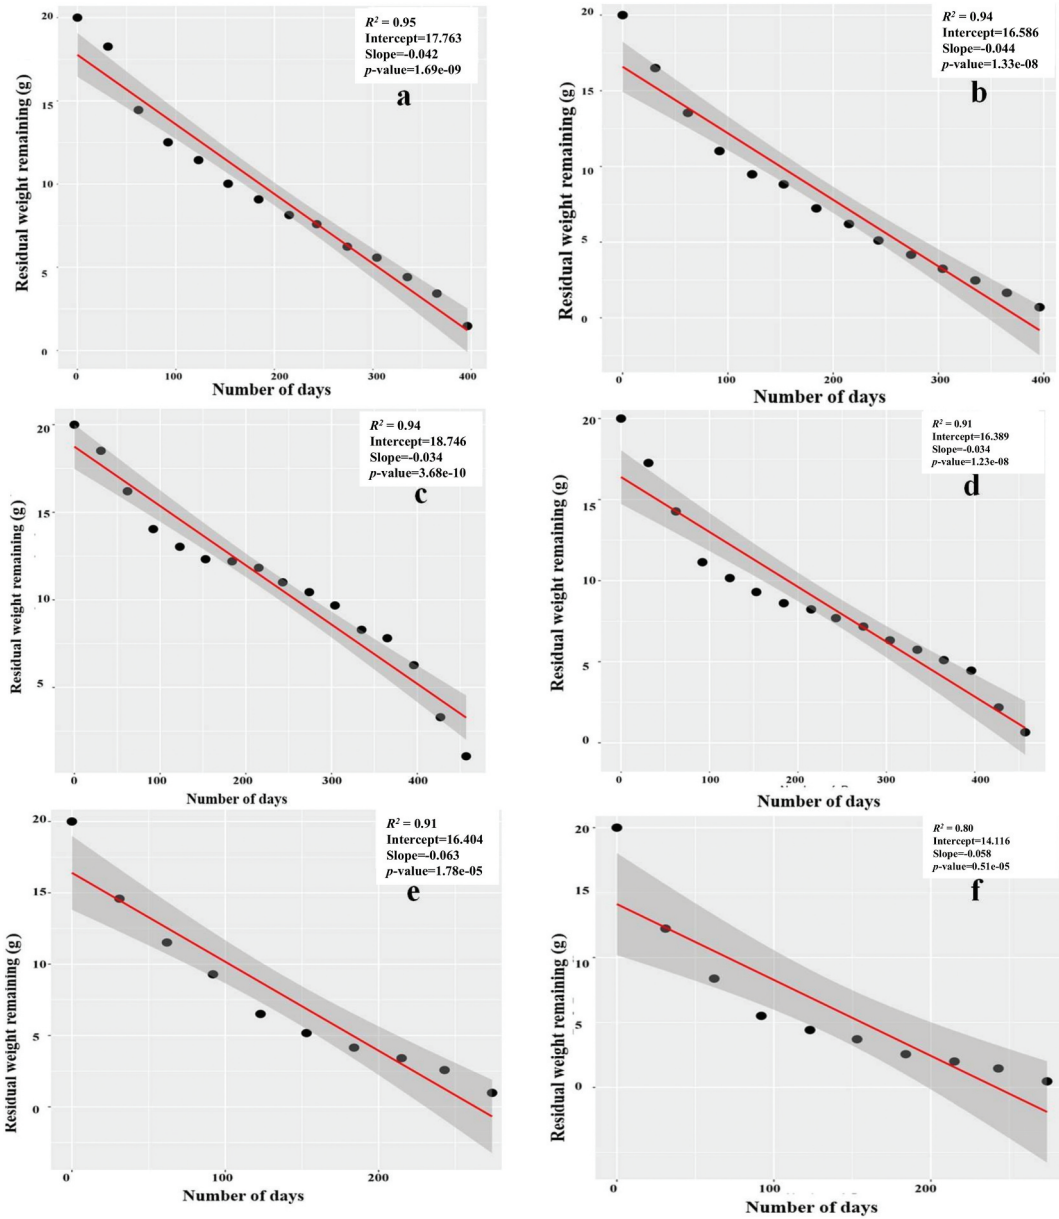 R² = 0.95
Intercept=17.763
Slope=-0.042
p-value=1.69e-09
a
Residual weight remaining (g)
20
15
10
5
0
0 100 200 300 400
Number of days
R² = 0.94
Intercept=16.586
Slope=-0.044
p-value=1.33e-08
b
Residual weight remaining (g)
20
15
10
5
0
0 100 200 300 400
Number of days
R² = 0.94
Intercept=18.746
Slope=-0.034
p-value=3.68e-10
c
Residual weight remaining (g)
20
15
10
5
0 100 200 300 400
Number of days
R² = 0.91
Intercept=16.389
Slope=-0.034
p-value=1.23e-08
d
Residual weight remaining (g)
20
15
10
5
0
0 100 200 300 400
Number of days
R² = 0.91
Intercept=16.404
Slope=-0.063
p-value=1.78e-05
e
Residual weight remaining (g)
20
15
10
5
0
0 100 200
Number of days
R² = 0.80
Intercept=14.116
Slope=-0.058
p-value=0.51e-05
f
Residual weight remaining (g)
20
15
10
5
0
0 100 200
Number of days